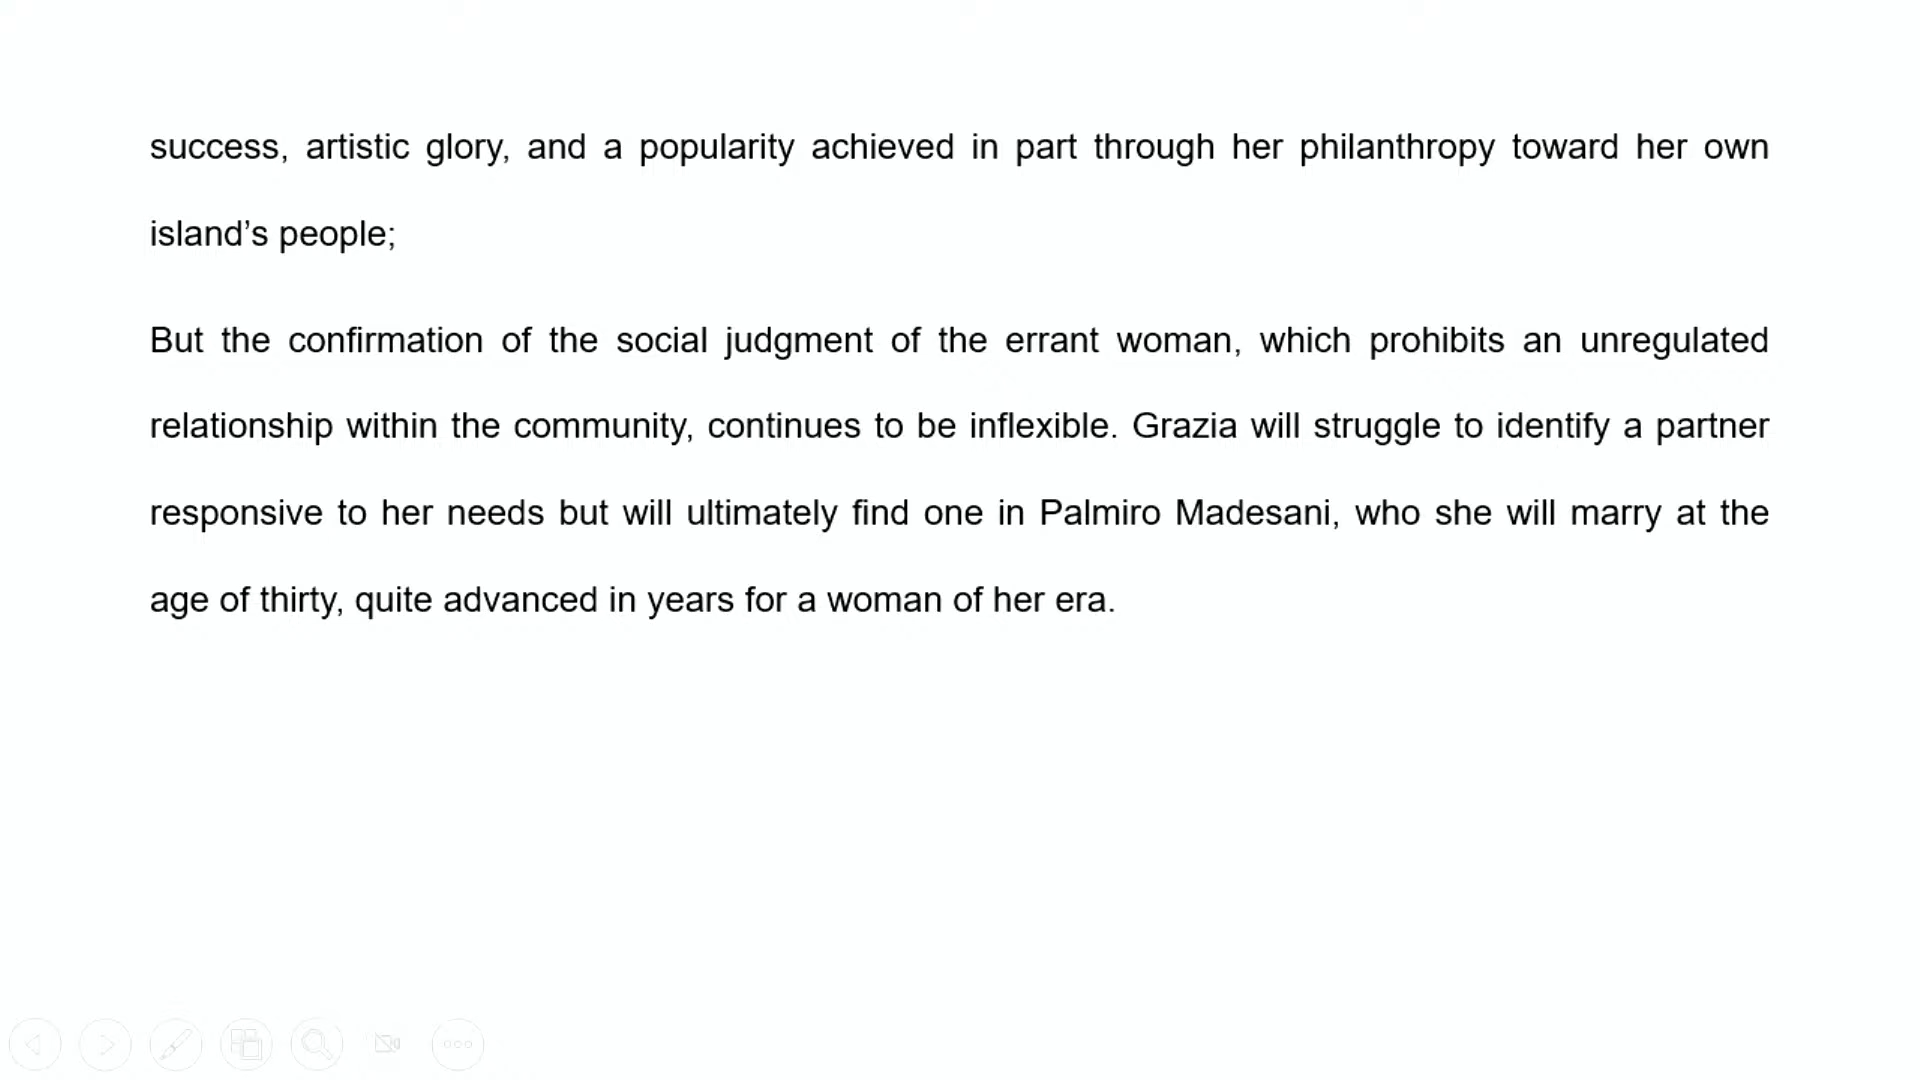 success, artistic glory, and a popularity achieved in part through her philanthropy toward her own
island’s people;
But the confirmation of the social judgment of the errant woman, which prohibits an unregulated
relationship within the community, continues to be inflexible. Grazia will struggle to identify a partner
responsive to her needs but will ultimately find one in Palmiro Madesani, who she will marry at the
age of thirty, quite advanced in years for a woman of her era.